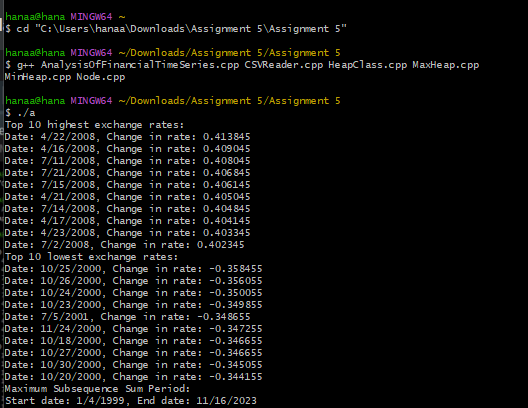 hanaa@hana MINGW64 ~
$ cd "C:\Users\hanaa\Downloads\Assignment 5\Assignment 5"
hanaa@hana MINGW64 ~/Downloads/Assignment 5/Assignment 5
$ g++ AnalysisOfFinancialTimeSeries.cpp CSVReader.cpp HeapClass.cpp MaxHeap.cpp
MinHeap.cpp Node.cpp
hanaa@hana MINGW64 ~/Downloads/Assignment 5/Assignment 5
$ ./a
Top 10 highest exchange rates:
Date: 4/22/2008, Change in rate: 0.413845
Date: 4/16/2008, Change in rate: 0.409045
Date: 7/11/2008, Change in rate: 0.408045
Date: 7/21/2008, Change in rate: 0.406845
Date: 7/15/2008, Change in rate: 0.406145
Date: 4/21/2008, Change in rate: 0.405045
Date: 7/14/2008, Change in rate: 0.404845
Date: 4/17/2008, Change in rate: 0.404145
Date: 4/23/2008, Change in rate: 0.403345
Date: 7/2/2008, Change in rate: 0.402345
Top 10 lowest exchange rates:
Date: 10/25/2000, Change in rate: -0.358455
Date: 10/26/2000, Change in rate: -0.356055
Date: 10/24/2000, Change in rate: -0.350055
Date: 10/23/2000, Change in rate: -0.349855
Date: 7/5/2001, Change in rate: -0.348655
Date: 11/24/2000, Change in rate: -0.347255
Date: 10/18/2000, Change in rate: -0.346655
Date: 10/27/2000, Change in rate: -0.346655
Date: 10/30/2000, Change in rate: -0.345055
Date: 10/20/2000, Change in rate: -0.344155
Maximum Subsequence Sum Period:
Start date: 1/4/1999, End date: 11/16/2023